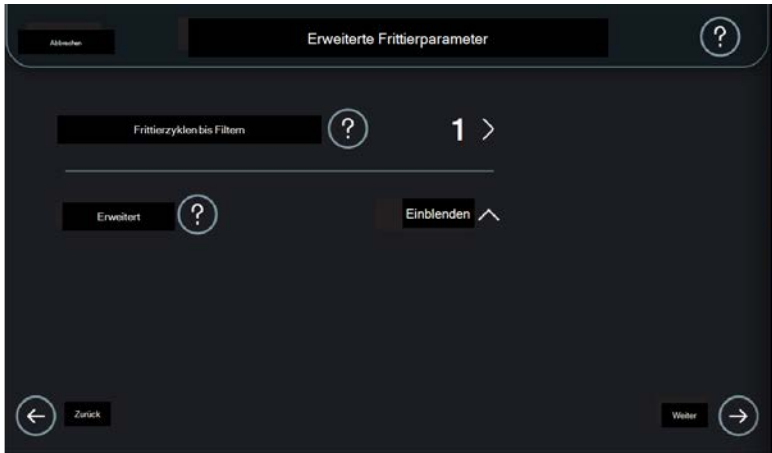 Abbrechen
Erweiterte Frittierparameter
?
Frittierzyklen bis Filtern
?
1
Erweitert
?
Einblenden
Zurück
Weiter